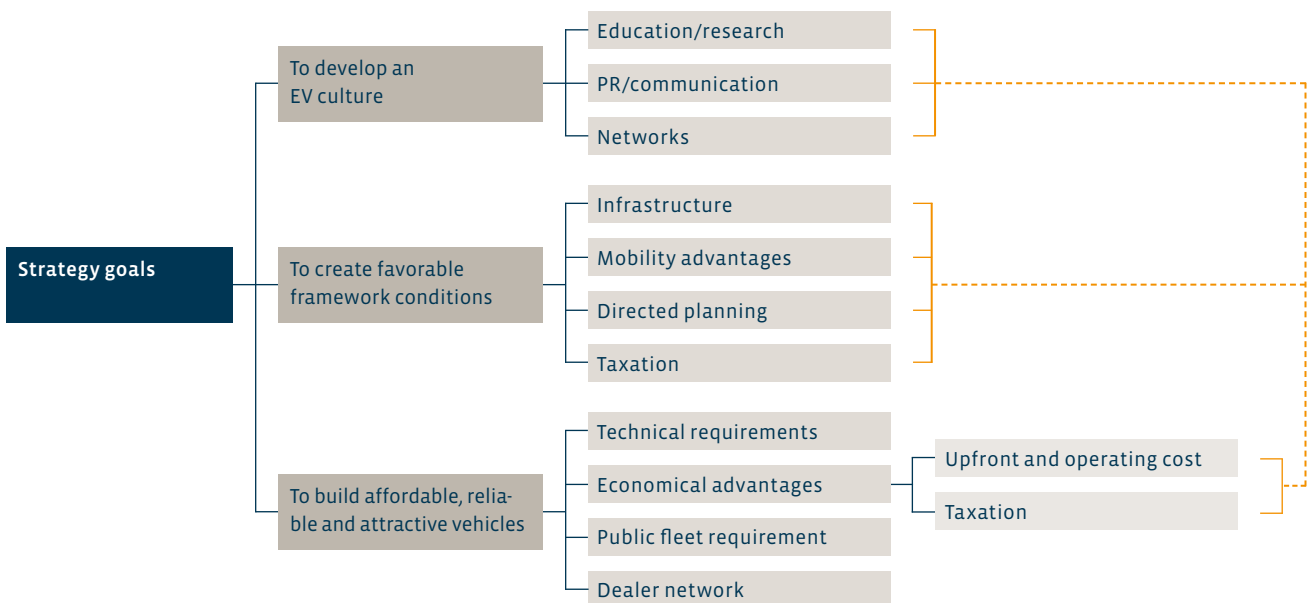 Strategy goals
To develop an
EV culture
Education/research
PR/communication
Networks
To create favorable
framework conditions
Infrastructure
Mobility advantages
Directed planning
Taxation
To build affordable, relia-
ble and attractive vehicles
Technical requirements
Economical advantages
Upfront and operating cost
Taxation
Public fleet requirement
Dealer network